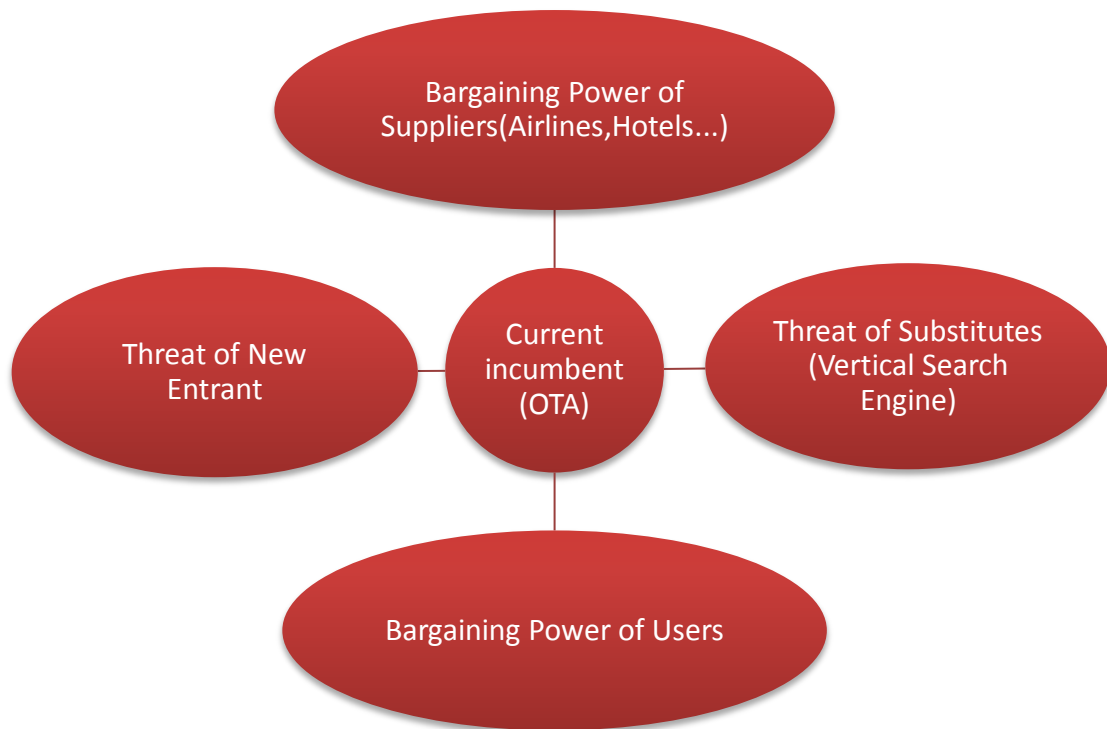 Bargaining Power of
Suppliers(Airlines,Hotels...)
Threat of New
Entrant
Current
incumbent
(OTA)
Threat of Substitutes
(Vertical Search
Engine)
Bargaining Power of Users